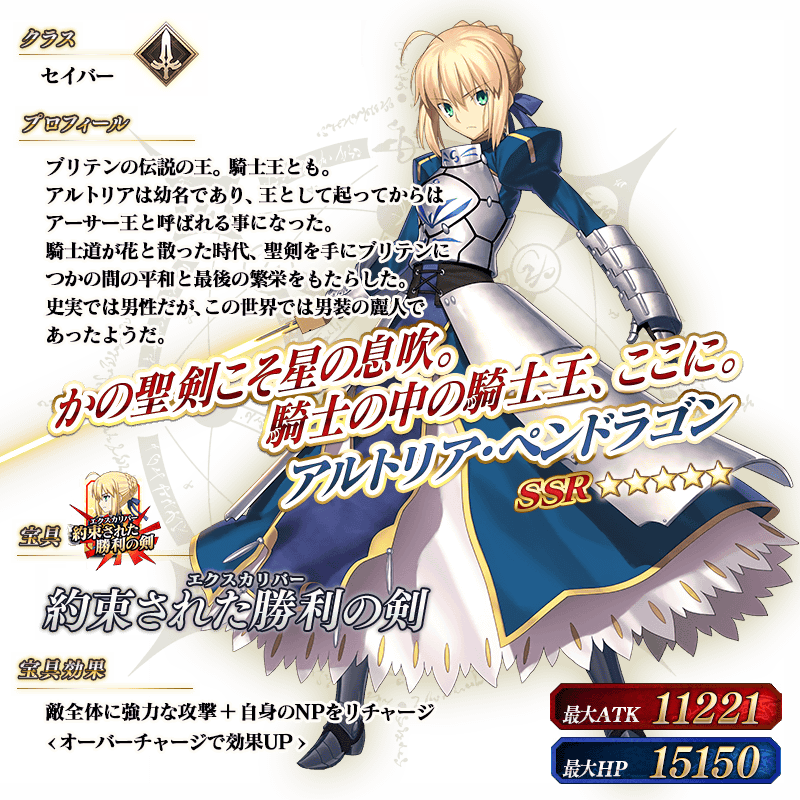 クラス
セイバー
プロフィール
ブリテンの伝説の王。騎士王とも。
アルトリアは幼名であり、王として起ってからは
アーサー王と呼ばれる事になった。
騎士道が花と散った時代、聖剣を手にブリテンに
つかの間の平和と最後の繁栄をもたらした。
史実では男性だが、この世界では男装の麗人で
あったようだ。
かの聖剣こそ星の息吹。
騎士の中の騎士王、ここに。
アルトリア・ペンドラゴン
SSR ★★★★★
宝具
エクスカリバー
約束された
勝利の剣
エクスカリバー
約束された勝利の剣
宝具効果
敵全体に強力な攻撃＋自身のNPをリチャージ
<オーバーチャージで効果UP>
最大ATK 11221
最大HP 15150